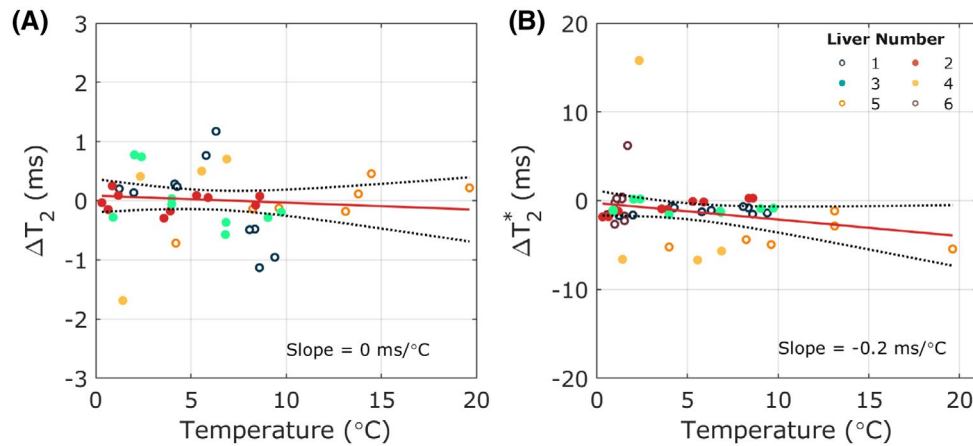 (A)
3
2
1
0
-1
-2
-3
ΔT2 (ms)
Slope = 0 ms/°C
0 5 10 15 20
Temperature (°C)
(B)
20
10
0
-10
-20
ΔT2* (ms)
Liver Number
1 2
3 4
5 6
Slope = -0.2 ms/°C
0 5 10 15 20
Temperature (°C)